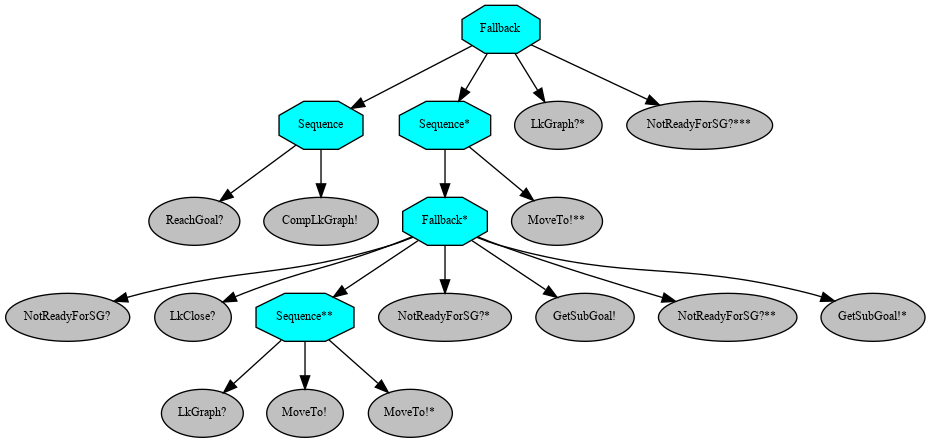 Fallback
Sequence
Sequence*
LkGraph?*
NotReadyForSG?***
ReachGoal?
CompLkGraph!
Fallback*
MoveTo!**
NotReadyForSG?
LkClose?
Sequence**
NotReadyForSG?*
GetSubGoal!
NotReadyForSG?**
GetSubGoal!*
LkGraph?
MoveTo!
MoveTo!*